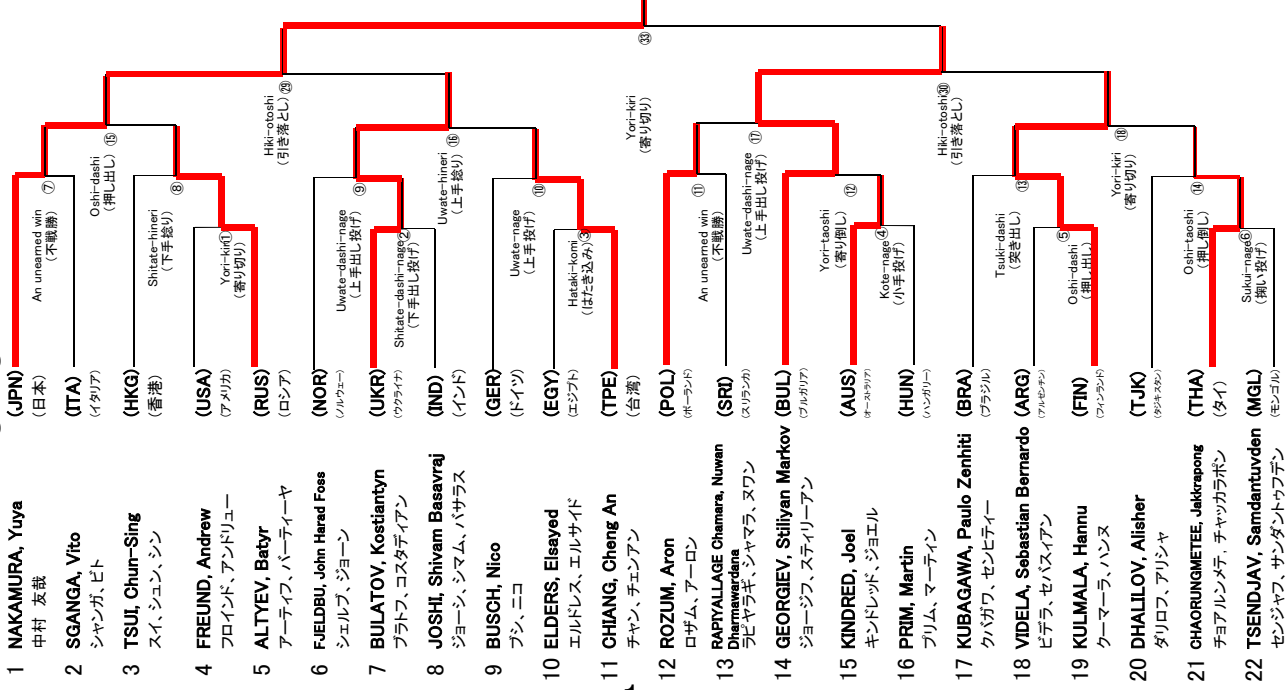 ㉝
Hiki-otoshi
(引き落とし)
㉙
Yori-kiri
(寄り切り)
Hiki-otoshi
(引き落とし)
㉚
⑮
Oshi-dashi
(押し出し)
⑯
Uwate-hineri
(上手捻り)
⑰
Uwate-dashi-nage
(上手出し投げ)
⑱
Yori-kiri
(寄り切り)
⑦
An unearned win
(不戦勝)
⑧
Shitate-hineri
(下手捻り)
⑨
Uwate-dashi-nage
(上手出し投げ)
⑩
Uwate-nage
(上手投げ)
⑪
An unearned win
(不戦勝)
⑫
Yori-taoshi
(寄り倒し)
⑬
Tsuki-dashi
(突き出し)
⑭
Oshi-taoshi
(押し倒し)
①
Yori-kiri
(寄り切り)
②
Shitate-dashi-nage
(下手出し投げ)
③
Hataki-komi
(はたき込み)
④
Kote-nage
(小手投げ)
⑤
Oshi-dashi
(押し出し)
⑥
Sukui-nage
(掬い投げ)
1 NAKAMURA, Yuya (JPN)
中村 友哉 (日本)
2 SGANGA, Vito (ITA)
シャンガ、ビト (イタリア)
3 TSUI, Chun-Sing (HKG)
スイ、シュン、シン (香港)
4 FREUND, Andrew (USA)
フロインド、アンドリュー (アメリカ)
5 ALTYEV, Batyr (RUS)
アーティフ、バーティーヤ (ロシア)
6 FJELDBU, John Harad Foss (NOR)
シェルブ、ジョーン (ノルウェー)
7 BULATOV, Kostiantyn (UKR)
ブラトフ、コスタディアン (ウクライナ)
8 JOSHI, Shivam Basavraj (IND)
ジョーシ、シマム、バサラス (インド)
9 BUSCH, Nico (GER)
ブシ、ニコ (ドイツ)
10 ELDERS, Elsayed (EGY)
エルドレス、エルサイド (エジプト)
11 CHIANG, Cheng An (TPE)
チャン、チェンアン (台湾)
12 ROZUM, Aron (POL)
ロザム、アーロン (ポーランド)
13 RAPIYALLAGE Chamara, Nuwan Dharmawardana (SRI)
ラピヤラギ、シャマラ、ヌワン (スリランカ)
14 GEORGIEV, Stiliyan Markov (BUL)
ジョージフ、スティリーアン (ブルガリア)
15 KINDRED, Joel (AUS)
キンドレッド、ジョエル (オーストラリア)
16 PRIM, Martin (HUN)
プリム、マーティン (ハンガリー)
17 KUBAGAWA, Paulo Zenhiti (BRA)
クバガワ、センヒティー (ブラジル)
18 VIDELA, Sebastian Bernardo (ARG)
ビデラ、セバスィアン (アルゼンチン)
19 KULMALA, Hannu (FIN)
クーマーラ、ハンヌ (フィンランド)
20 DHALILOV, Alisher (TJK)
ダリロフ、アリシャ (タジキスタン)
21 CHAORUNGMETEE, Jakkrapong (THA)
チョアルンメテ、チャッカラポン (タイ)
22 TSENDJAV, Samdantuvden (MGL)
センジャフ、サンダントゥフデン (モンゴル)